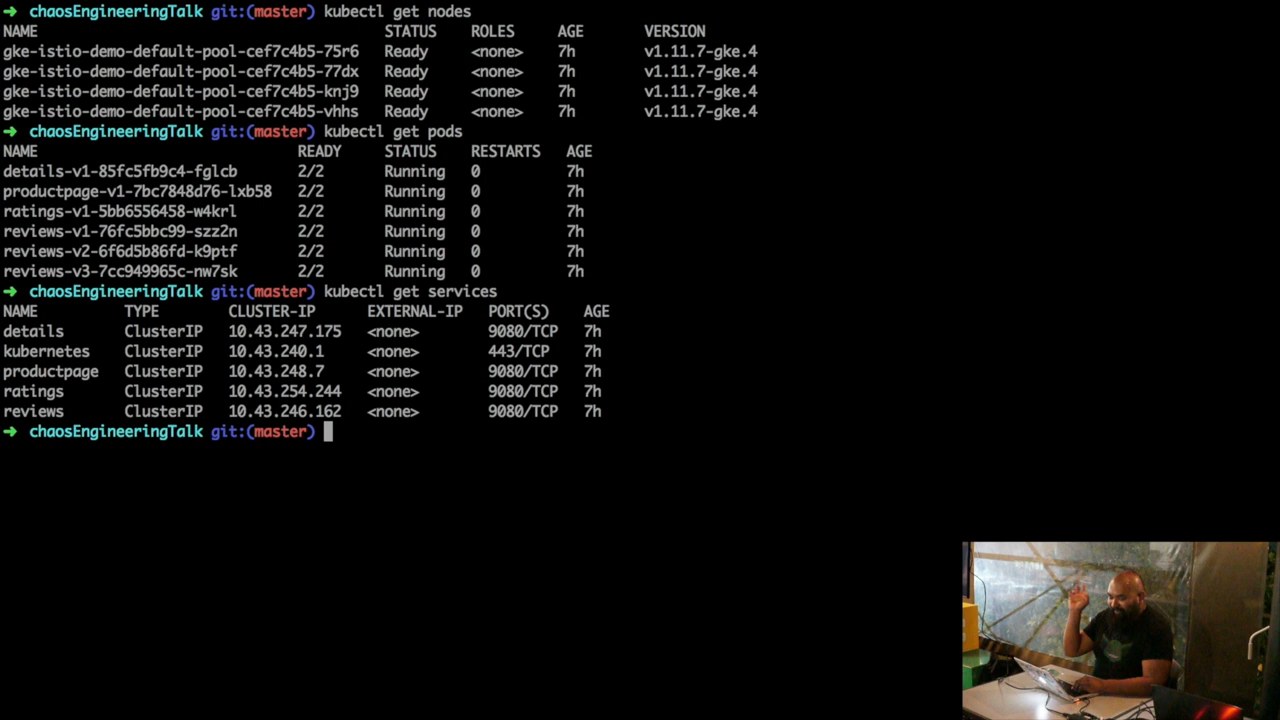 ➜ chaosEngineeringTalk git:(master) kubectl get nodes
NAME STATUS ROLES AGE VERSION
gke-istio-demo-default-pool-cef7c4b5-75r6 Ready <none> 7h v1.11.7-gke.4
gke-istio-demo-default-pool-cef7c4b5-77dx Ready <none> 7h v1.11.7-gke.4
gke-istio-demo-default-pool-cef7c4b5-knj9 Ready <none> 7h v1.11.7-gke.4
gke-istio-demo-default-pool-cef7c4b5-vhhs Ready <none> 7h v1.11.7-gke.4
➜ chaosEngineeringTalk git:(master) kubectl get pods
NAME READY STATUS RESTARTS AGE
details-v1-85fc5fb9c4-fglcb 2/2 Running 0 7h
productpage-v1-7bc7848d76-lxb58 2/2 Running 0 7h
ratings-v1-5bb6556458-w4krl 2/2 Running 0 7h
reviews-v1-76fc5bbc99-szz2n 2/2 Running 0 7h
reviews-v2-6f6d5b86fd-k9ptf 2/2 Running 0 7h
reviews-v3-7cc949965c-nw7sk 2/2 Running 0 7h
➜ chaosEngineeringTalk git:(master) kubectl get services
NAME TYPE CLUSTER-IP EXTERNAL-IP PORT(S) AGE
details ClusterIP 10.43.247.175 <none> 9080/TCP 7h
kubernetes ClusterIP 10.43.240.1 <none> 443/TCP 7h
productpage ClusterIP 10.43.248.7 <none> 9080/TCP 7h
ratings ClusterIP 10.43.254.244 <none> 9080/TCP 7h
reviews ClusterIP 10.43.246.162 <none> 9080/TCP 7h
➜ chaosEngineeringTalk git:(master)